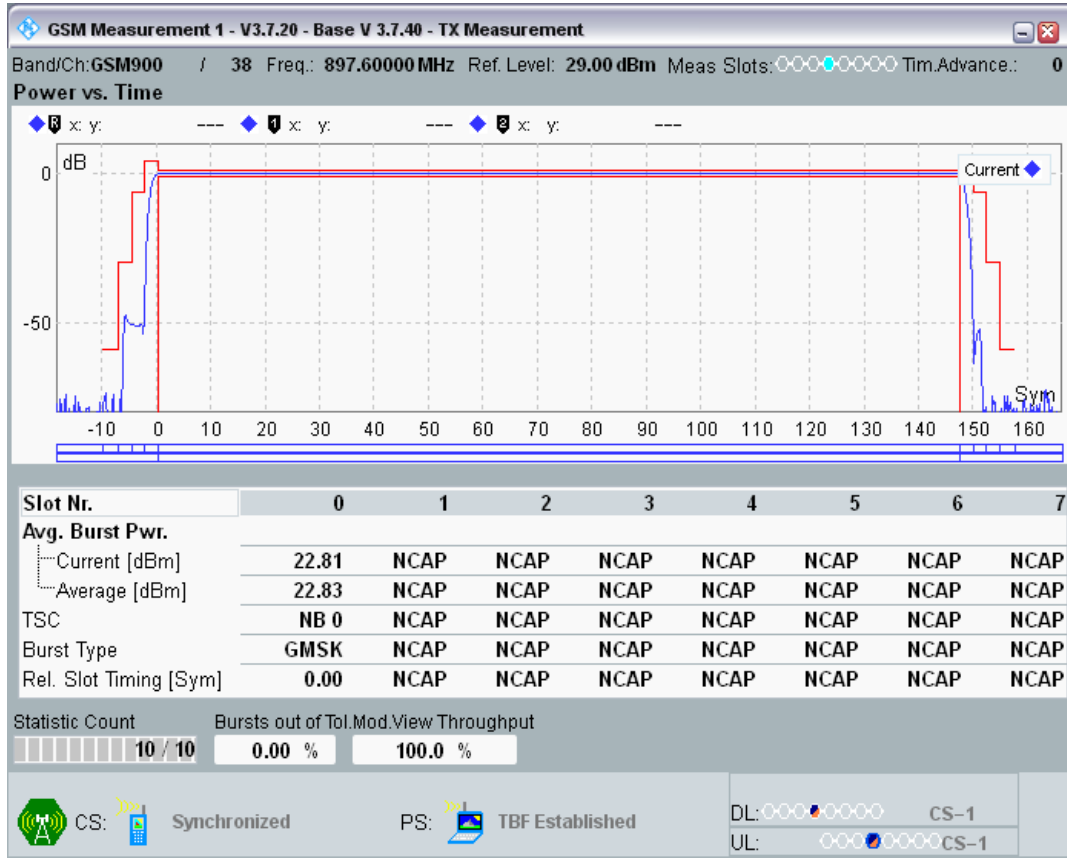 GSM Measurement 1 - V3.7.20 - Base V 3.7.40 - TX Measurement
Band/Ch:GSM900 / 38 Freq.: 897.60000 MHz Ref. Level: 29.00 dBm Meas Slots: Tim.Advance.: 0
Power vs. Time
R x: y: --- 1 x: y: --- 2 x: y: ---
dB
Current
0
-50
Sym
-10 0 10 20 30 40 50 60 70 80 90 100 110 120 130 140 150 160
Slot Nr. 0 1 2 3 4 5 6 7
Avg. Burst Pwr.
Current [dBm] 22.81 NCAP NCAP NCAP NCAP NCAP NCAP NCAP
Average [dBm] 22.83 NCAP NCAP NCAP NCAP NCAP NCAP NCAP
TSC NB 0 NCAP NCAP NCAP NCAP NCAP NCAP NCAP
Burst Type GMSK NCAP NCAP NCAP NCAP NCAP NCAP NCAP
Rel. Slot Timing [Sym] 0.00 NCAP NCAP NCAP NCAP NCAP NCAP NCAP
Statistic Count Bursts out of Tol. Mod.View Throughput
10 / 10 0.00 % 100.0 %
CS: Synchronized PS: TBF Established DL: CS-1
UL: CS-1